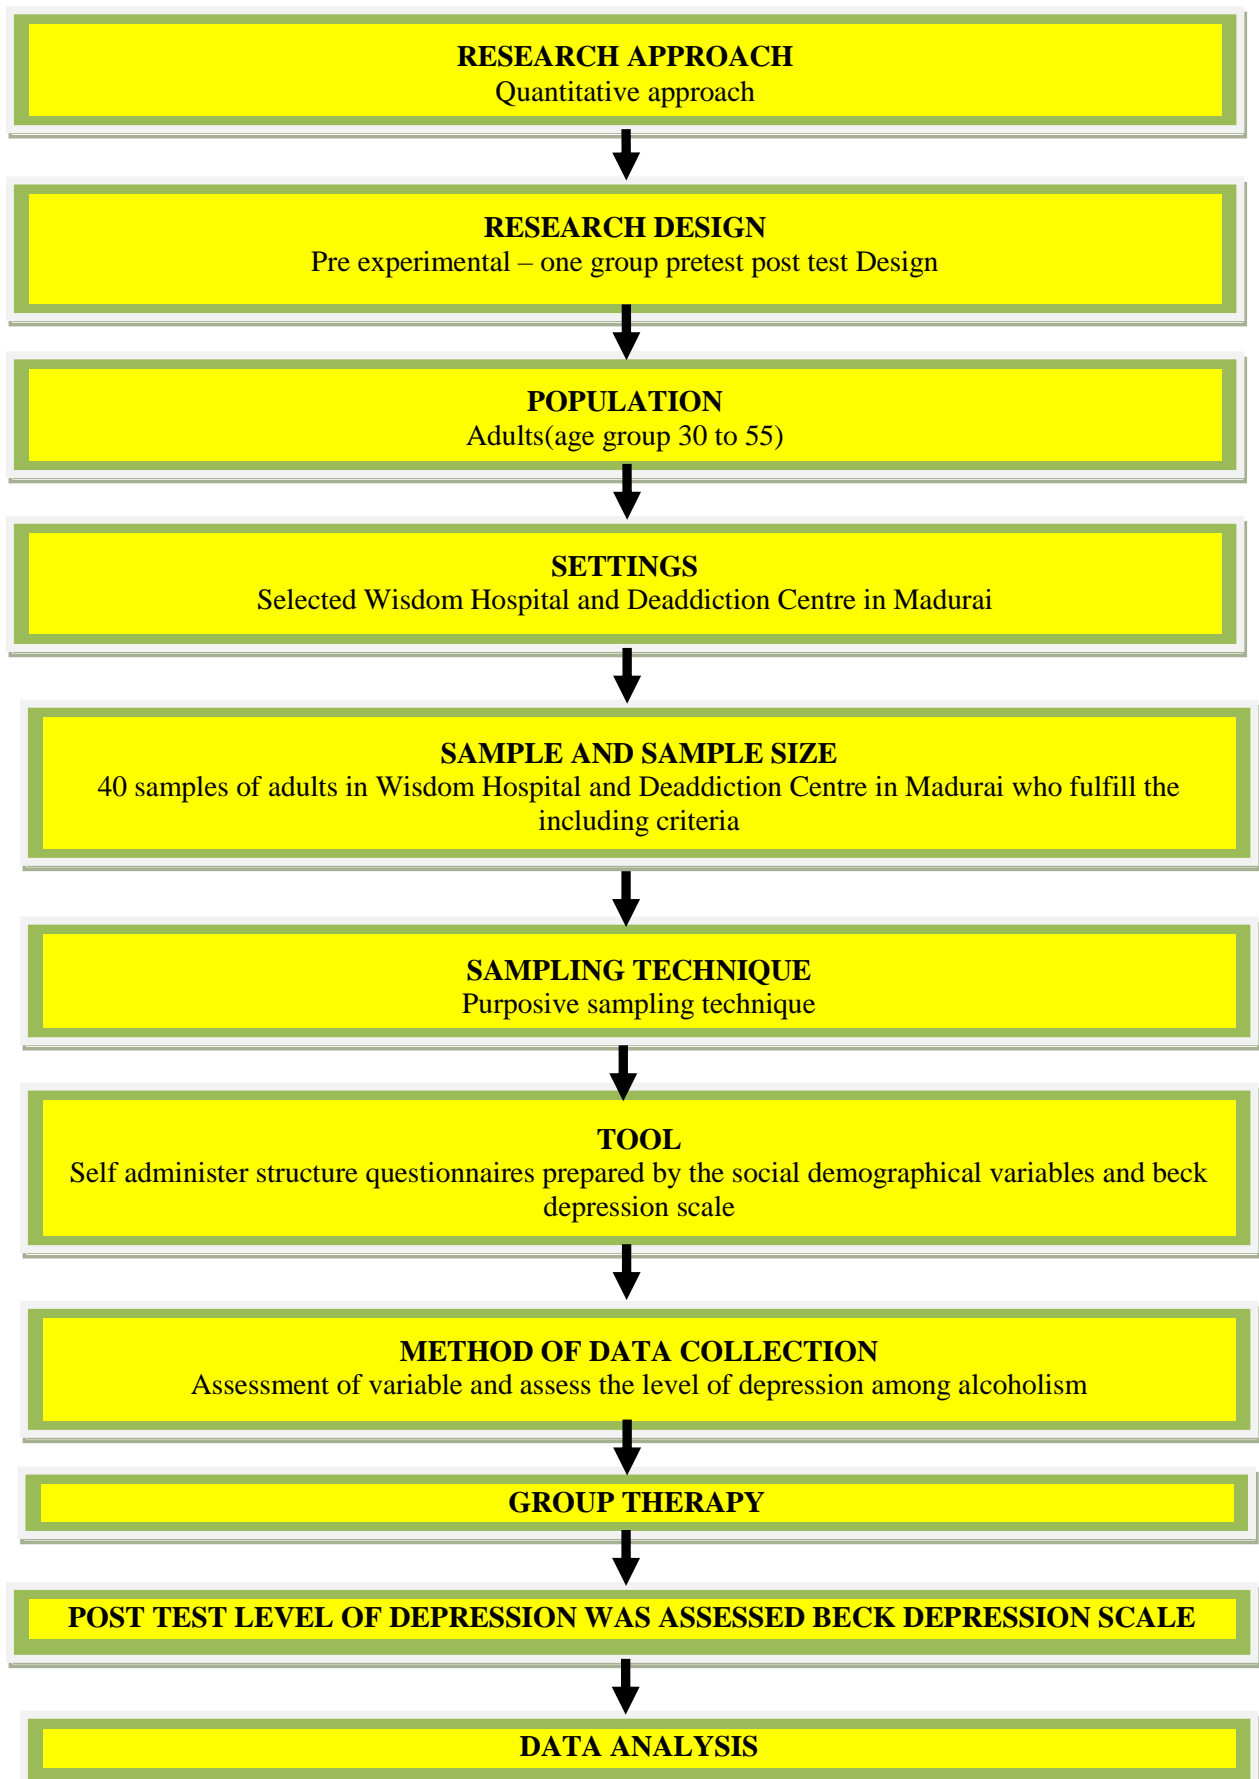 RESEARCH APPROACH
Quantitative approach
RESEARCH DESIGN
Pre experimental – one group pretest post test Design
POPULATION
Adults(age group 30 to 55)
SETTINGS
Selected Wisdom Hospital and Deaddiction Centre in Madurai
SAMPLE AND SAMPLE SIZE
40 samples of adults in Wisdom Hospital and Deaddiction Centre in Madurai who fulfill the
including criteria
SAMPLING TECHNIQUE
Purposive sampling technique
TOOL
Self administer structure questionnaires prepared by the social demographical variables and beck
depression scale
METHOD OF DATA COLLECTION
Assessment of variable and assess the level of depression among alcoholism
GROUP THERAPY
POST TEST LEVEL OF DEPRESSION WAS ASSESSED BECK DEPRESSION SCALE
DATA ANALYSIS